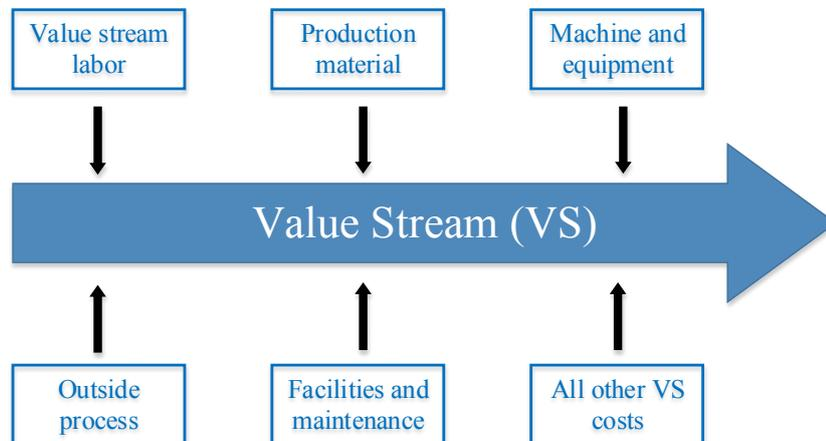 Value stream
labor
Production
material
Machine and
equipment
Value Stream (VS)
Outside
process
Facilities and
maintenance
All other VS
costs